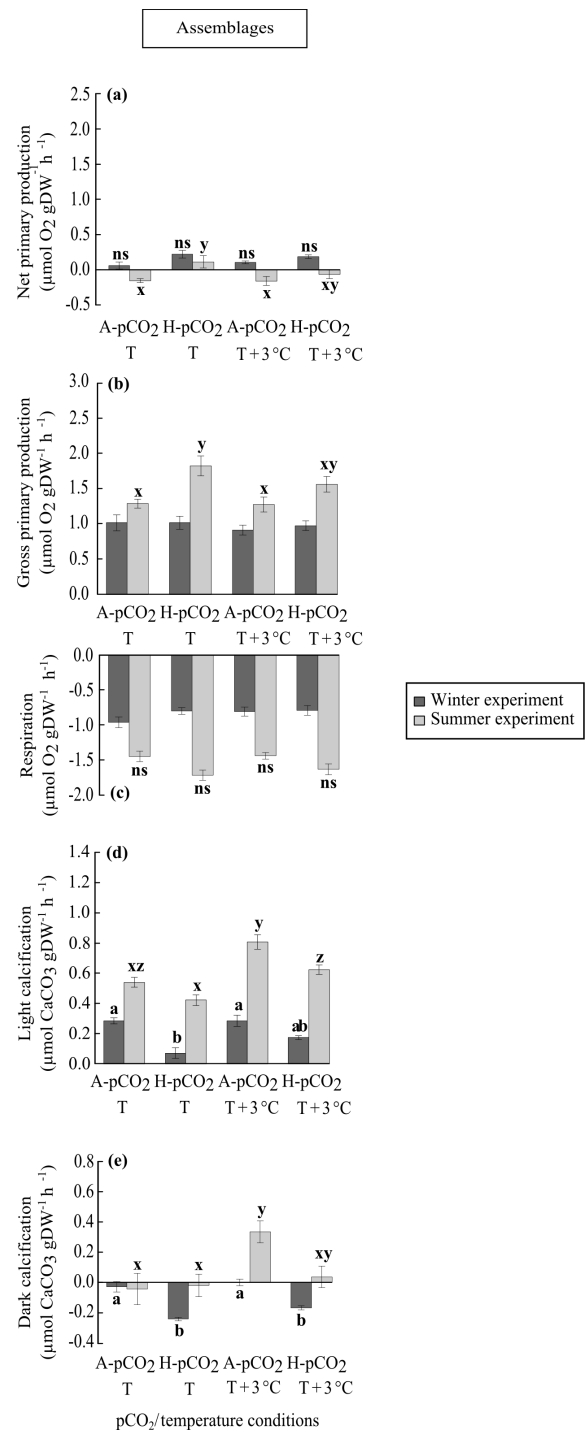 Assemblages
(a)
Net primary production
(µmol O2 gDW-1 h -1)
2.5
2.0
1.5
1.0
0.5
0.0
-0.5
ns
x
ns
y
ns
x
ns
xy
A-pCO2 H-pCO2 A-pCO2 H-pCO2
T T T+3 °C T+3 °C
(b)
Gross primary production
(µmol O2 gDW-1 h -1)
3.0
2.5
2.0
1.5
1.0
0.5
0.0
x
y
x
xy
A-pCO2 H-pCO2 A-pCO2 H-pCO2
T T T+3 °C T+3 °C
Respiration
(µmol O2 gDW-1 h-1)
0.0
-0.5
-1.0
-1.5
-2.0
ns
ns
ns
ns
(c)
Winter experiment
Summer experiment
(d)
Light calcification
(µmol CaCO3 gDW-1 h -1)
1.4
1.2
1.0
0.8
0.6
0.4
0.2
0.0
a
xz
b
x
a
y
ab
z
A-pCO2 H-pCO2 A-pCO2 H-pCO2
T T T+3 °C T+3 °C
(e)
Dark calcification
(µmol CaCO3 gDW-1 h -1)
0.8
0.6
0.4
0.2
0.0
-0.2
-0.4
a
x
b
x
a
y
b
xy
A-pCO2 H-pCO2 A-pCO2 H-pCO2
T T T+3 °C T+3 °C
pCO2/temperature conditions